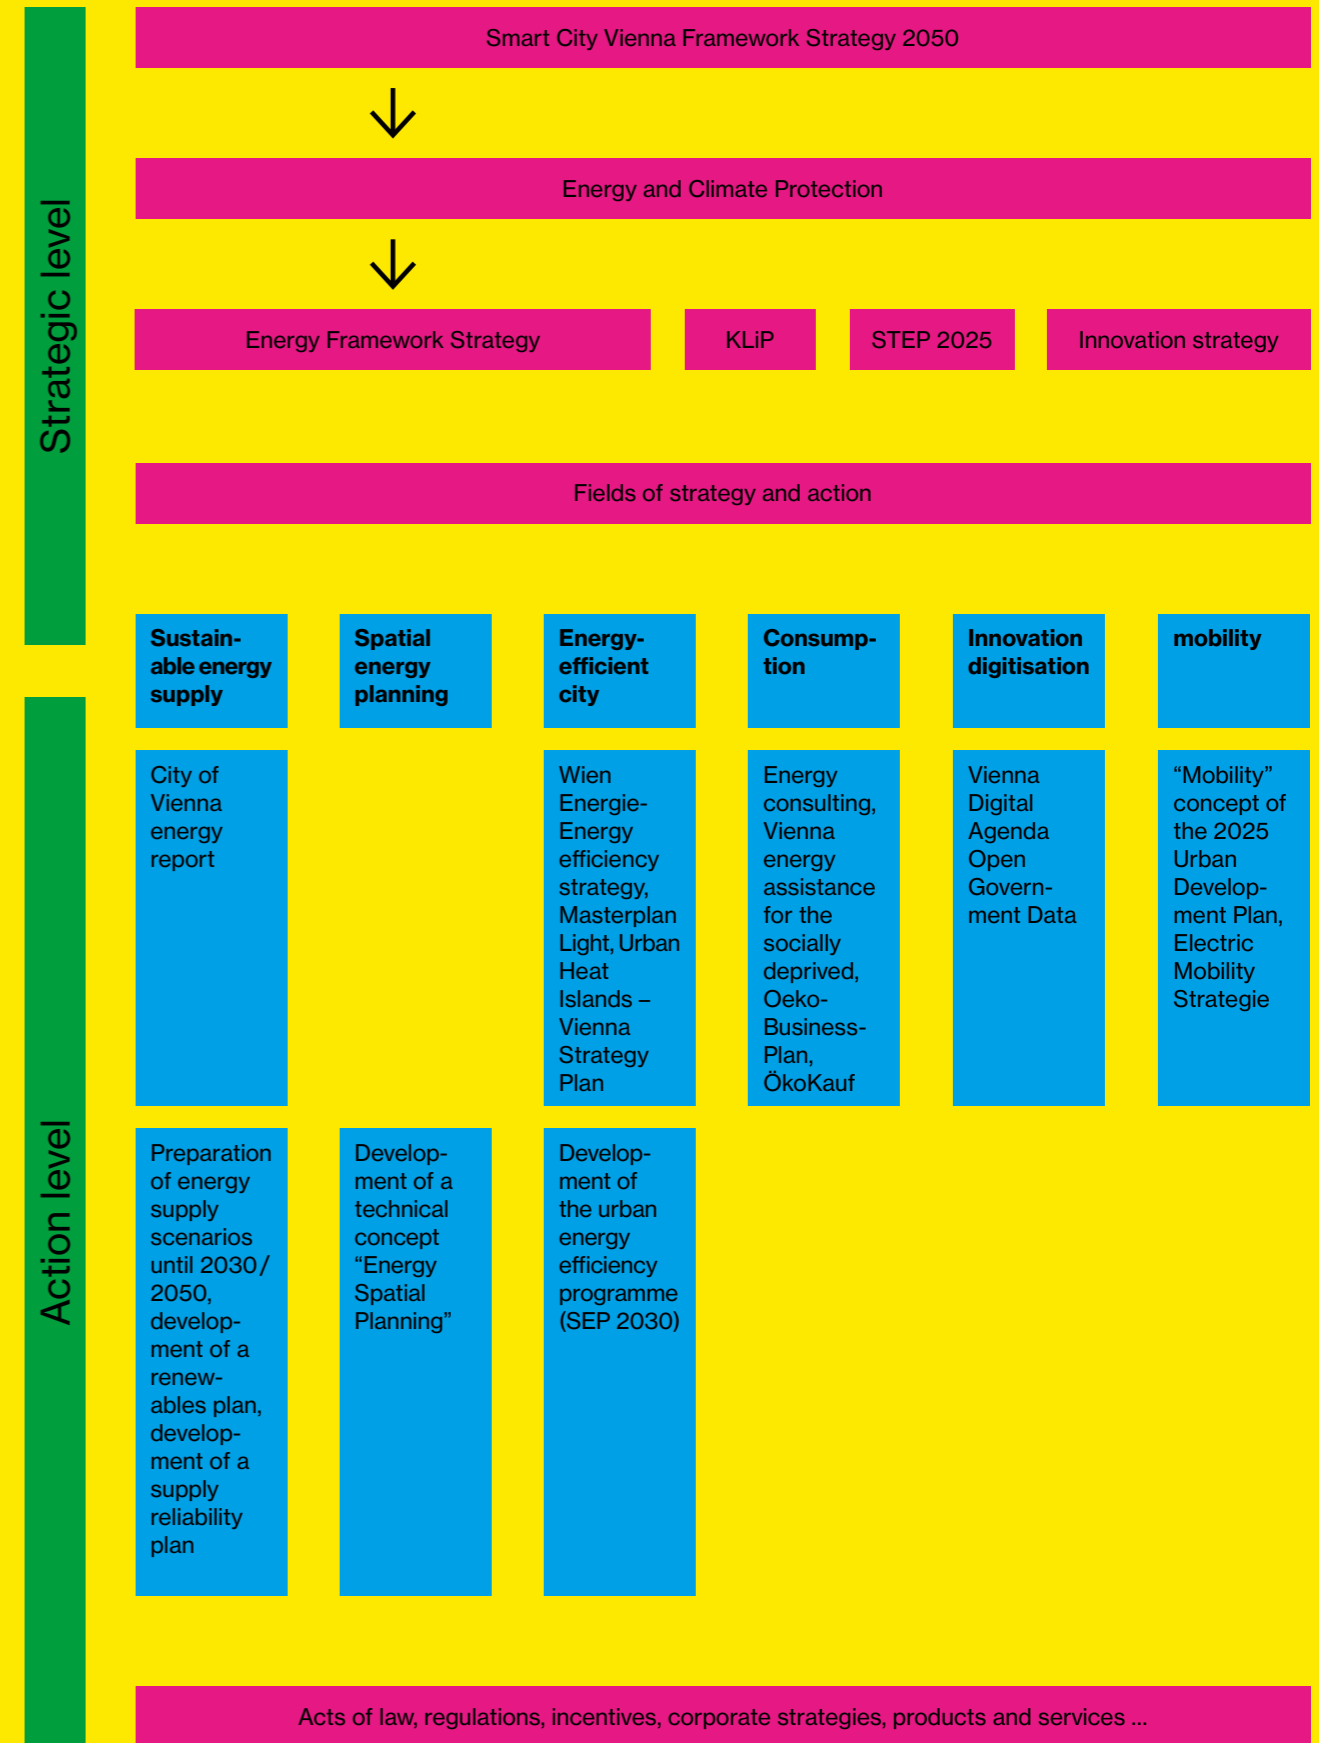 Strategic level
Smart City Vienna Framework Strategy 2050
Energy and Climate Protection
Energy Framework Strategy
KLiP
STEP 2025
Innovation strategy
Fields of strategy and action
Sustain-
able energy
supply
Spatial
energy
planning
Energy-
efficient
city
Consump-
tion
Innovation
digitisation
mobility
Action level
City of
Vienna
energy
report
Wien
Energie-
Energy
efficiency
strategy,
Masterplan
Light, Urban
Heat
Islands –
Vienna
Strategy
Plan
Energy
consulting,
Vienna
energy
assistance
for the
socially
deprived,
Oeko-
Business-
Plan,
ÖkoKauf
Vienna
Digital
Agenda
Open
Govern-
ment Data
“Mobility”
concept of
the 2025
Urban
Develop-
ment Plan,
Electric
Mobility
Strategie
Preparation
of energy
supply
scenarios
until 2030/
2050,
develop-
ment of a
renew-
ables plan,
develop-
ment of a
supply
reliability
plan
Develop-
ment of a
technical
concept
“Energy
Spatial
Planning”
Develop-
ment of
the urban
energy
efficiency
programme
(SEP 2030)
Acts of law, regulations, incentives, corporate strategies, products and services ...